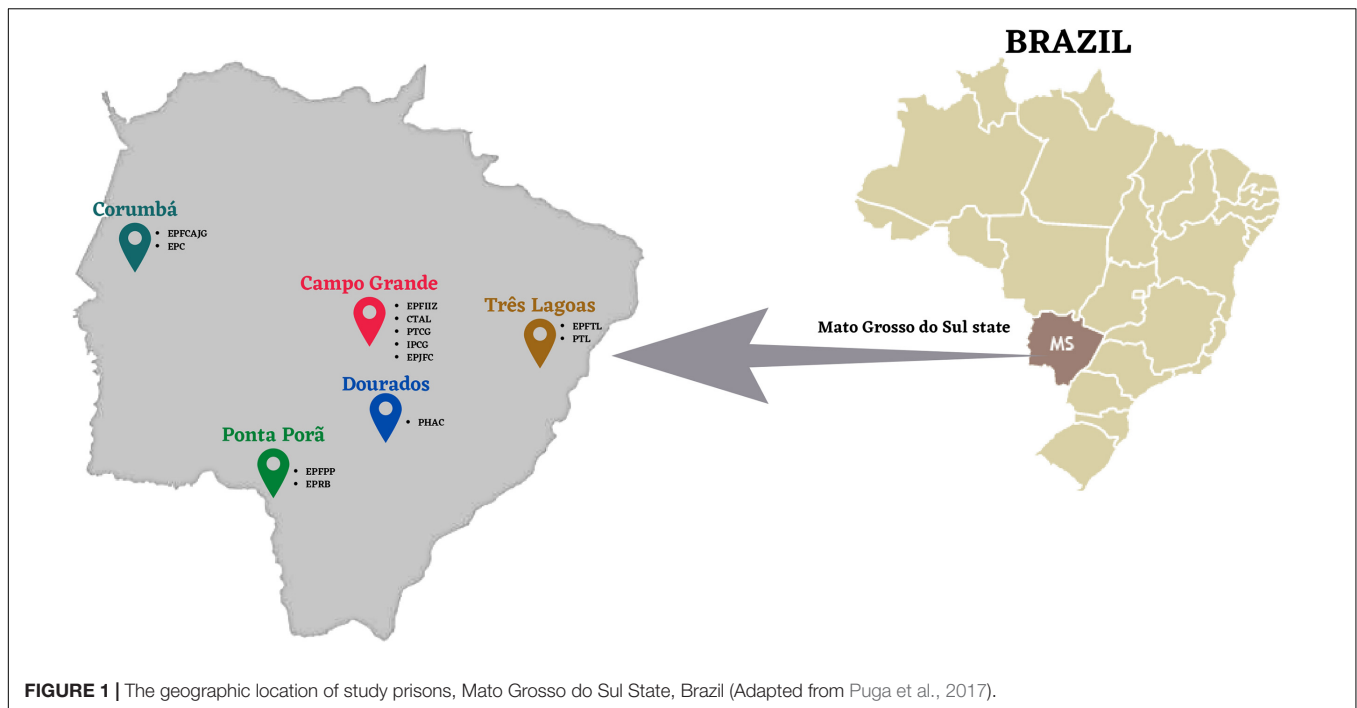 BRAZIL
Corumbá
• EPFCAJG
• EPC
Campo Grande
• EPFIIZ
• CTAL
• PTCG
• IPCG
• EPJFC
Três Lagoas
• EPFTL
• PTL
Dourados
• PHAC
Ponta Porã
• EPFPP
• EPRB
Mato Grosso do Sul state
MS
FIGURE 1 | The geographic location of study prisons, Mato Grosso do Sul State, Brazil (Adapted from Puga et al., 2017).